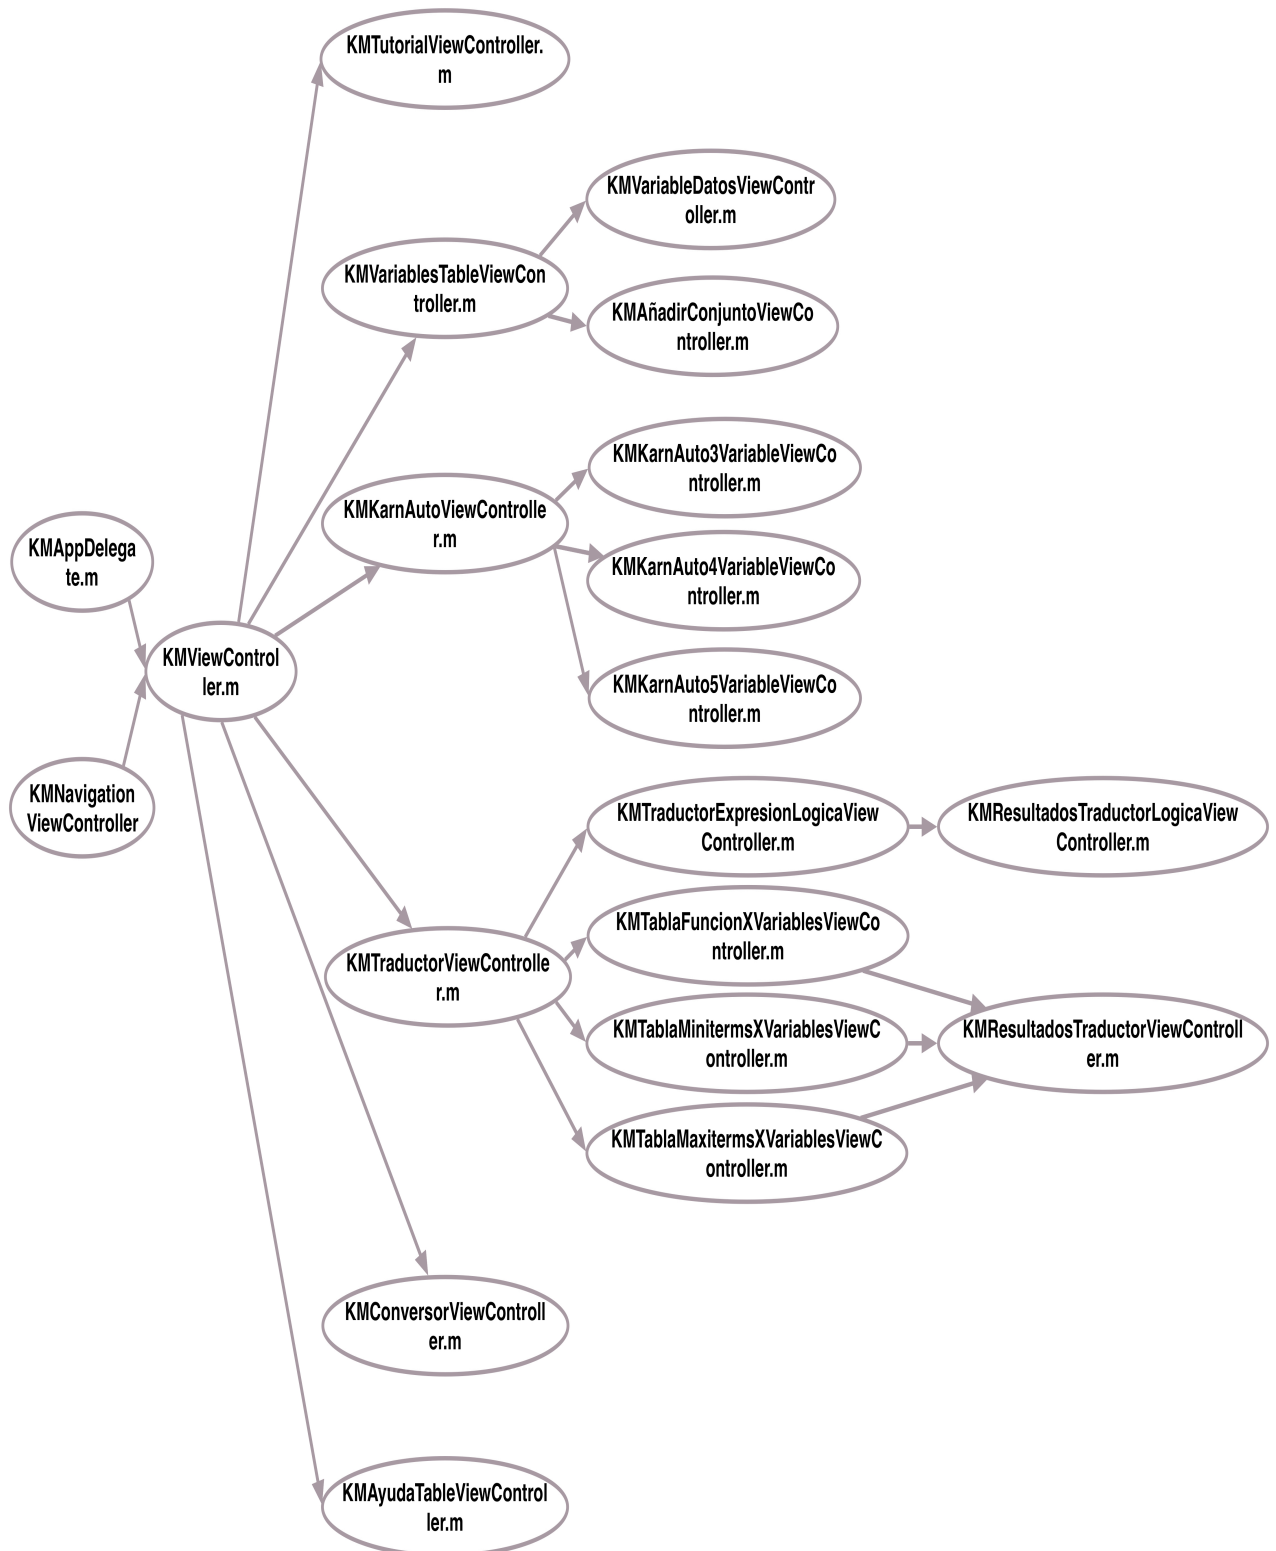 KMTutorialViewController.
m
KMVariableDatosViewContr
oller.m
KMVariablesTableViewCon
troller.m
KMAñadirConjuntoViewCo
ntroller.m
KMKarnAuto3VariableViewCo
ntroller.m
KMKarnAutoViewControlle
r.m
KMKarnAuto4VariableViewCo
ntroller.m
KMAppDelega
te.m
KMViewControl
ler.m
KMKarnAuto5VariableViewCo
ntroller.m
KMNavigation
ViewController
KMTraductorExpresionLogicaView
Controller.m
KMResultadosTraductorLogicaView
Controller.m
KMTablaFuncionXVariablesViewCo
ntroller.m
KMTraductorViewControlle
r.m
KMTablaMinitermsXVariablesViewC
ontroller.m
KMResultadosTraductorViewControll
er.m
KMTablaMaxitermsXVariablesViewC
ontroller.m
KMConversorViewControll
er.m
KMAyudaTableViewControl
ler.m